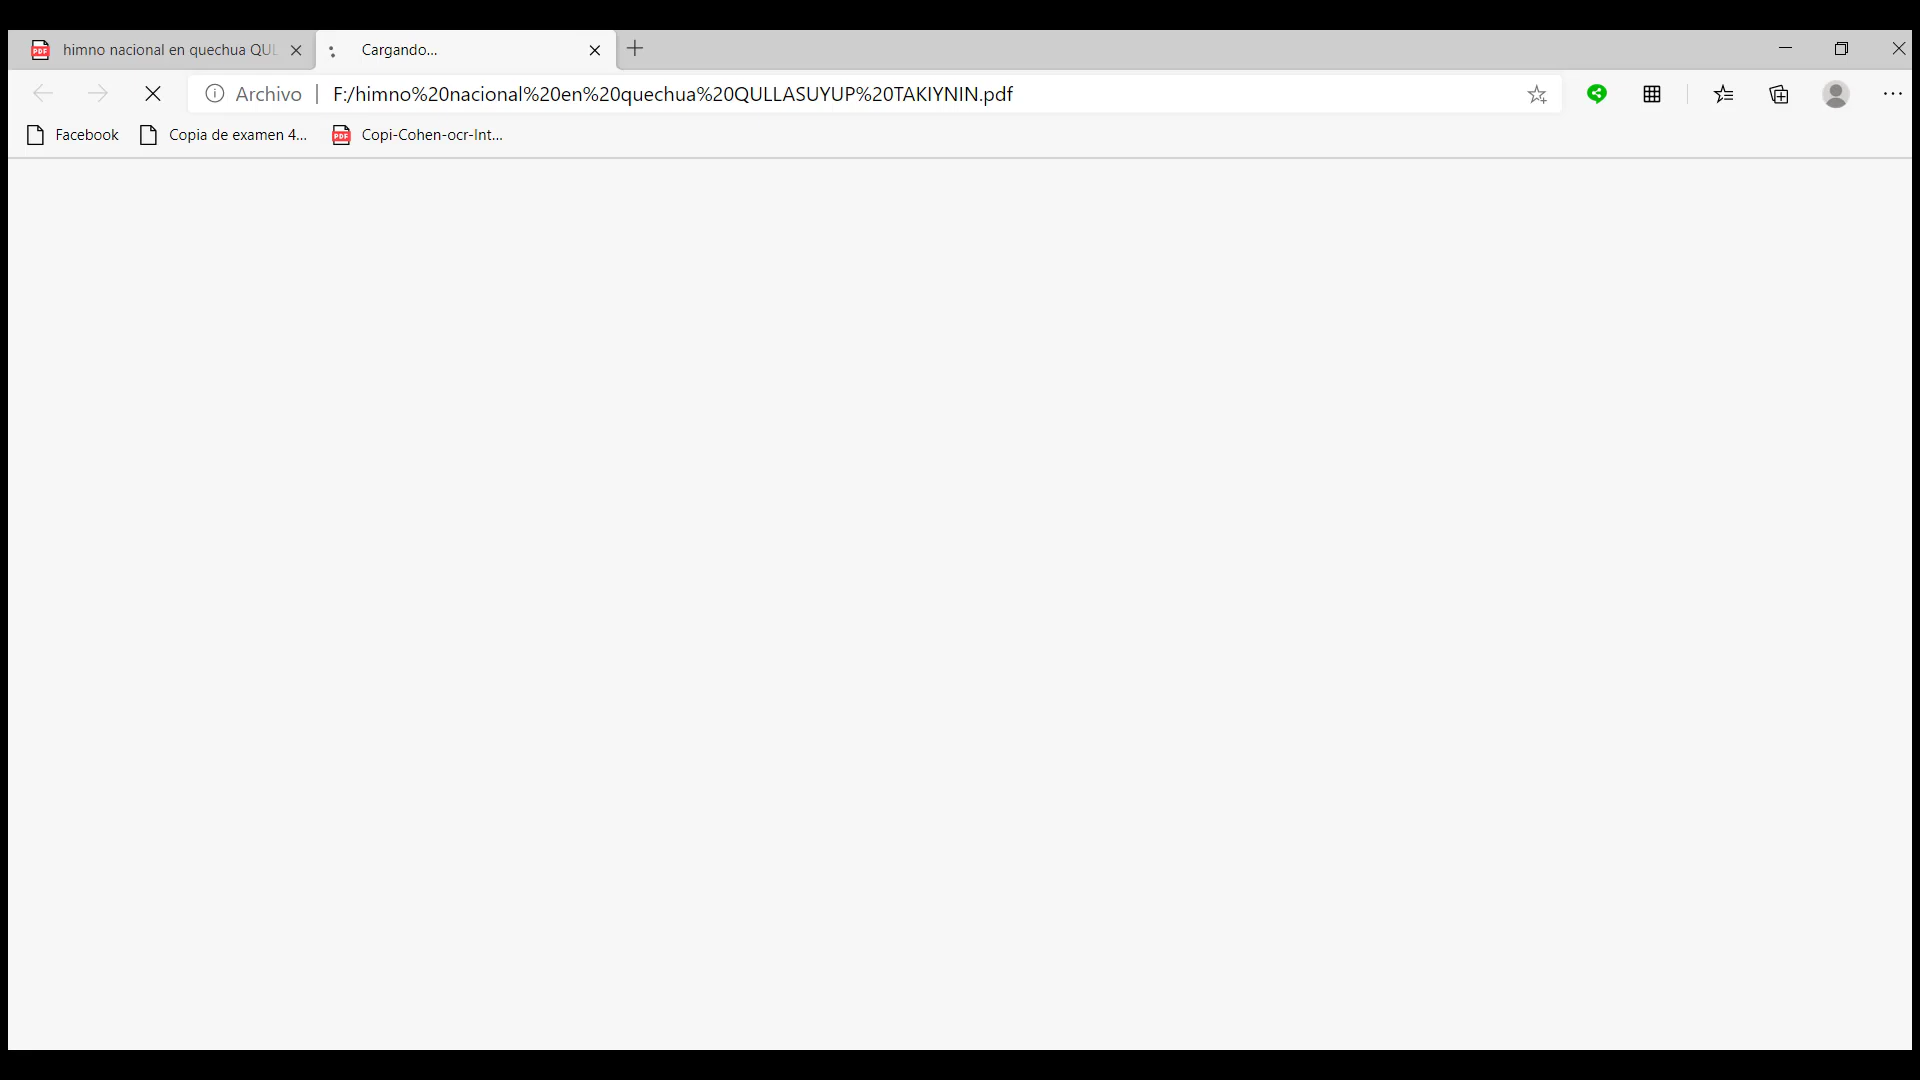 himno nacional en quechua QUL
Cargando...
Archivo | F:/himno%20nacional%20en%20quechua%20QULLASUYUP%20TAKIYNIN.pdf
Facebook
Copia de examen 4...
PDF
Copi-Cohen-ocr-Int...